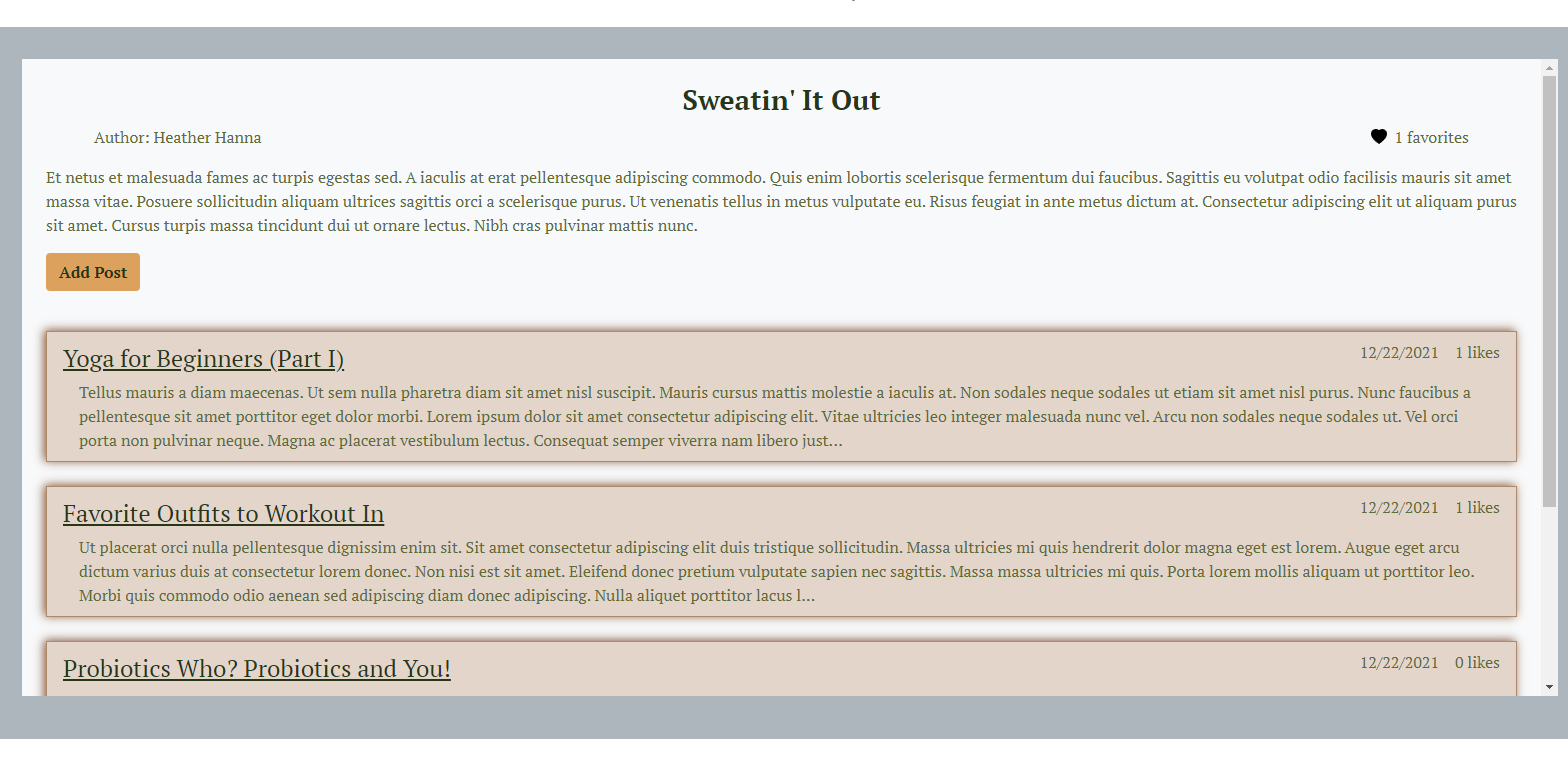 Sweatin' It Out
Author: Heather Hanna
1 favorites
Et netus et malesuada fames ac turpis egestas sed. A iaculis at erat pellentesque adipiscing commodo. Quis enim lobortis scelerisque fermentum dui faucibus. Sagittis eu volutpat odio facilisis mauris sit amet
massa vitae. Posuere sollicitudin aliquam ultrices sagittis orci a scelerisque purus. Ut venenatis tellus in metus vulputate eu. Risus feugiat in ante metus dictum at. Consectetur adipiscing elit ut aliquam purus
sit amet. Cursus turpis massa tincidunt dui ut ornare lectus. Nibh cras pulvinar mattis nunc.
Add Post
Yoga for Beginners (Part I)
12/22/2021 1 likes
Tellus mauris a diam maecenas. Ut sem nulla pharetra diam sit amet nisl suscipit. Mauris cursus mattis molestie a iaculis at. Non sodales neque sodales ut etiam sit amet nisl purus. Nunc faucibus a
pellentesque sit amet porttitor eget dolor morbi. Lorem ipsum dolor sit amet consectetur adipiscing elit. Vitae ultricies leo integer malesuada nunc vel. Arcu non sodales neque sodales ut. Vel orci
porta non pulvinar neque. Magna ac placerat vestibulum lectus. Consequat semper viverra nam libero just...
Favorite Outfits to Workout In
12/22/2021 1 likes
Ut placerat orci nulla pellentesque dignissim enim sit. Sit amet consectetur adipiscing elit duis tristique sollicitudin. Massa ultricies mi quis hendrerit dolor magna eget est lorem. Augue eget arcu
dictum varius duis at consectetur lorem donec. Non nisi est sit amet. Eleifend donec pretium vulputate sapien nec sagittis. Massa massa ultricies mi quis. Porta lorem mollis aliquam ut porttitor leo.
Morbi quis commodo odio aenean sed adipiscing diam donec adipiscing. Nulla aliquet porttitor lacus l...
Probiotics Who? Probiotics and You!
12/22/2021 0 likes